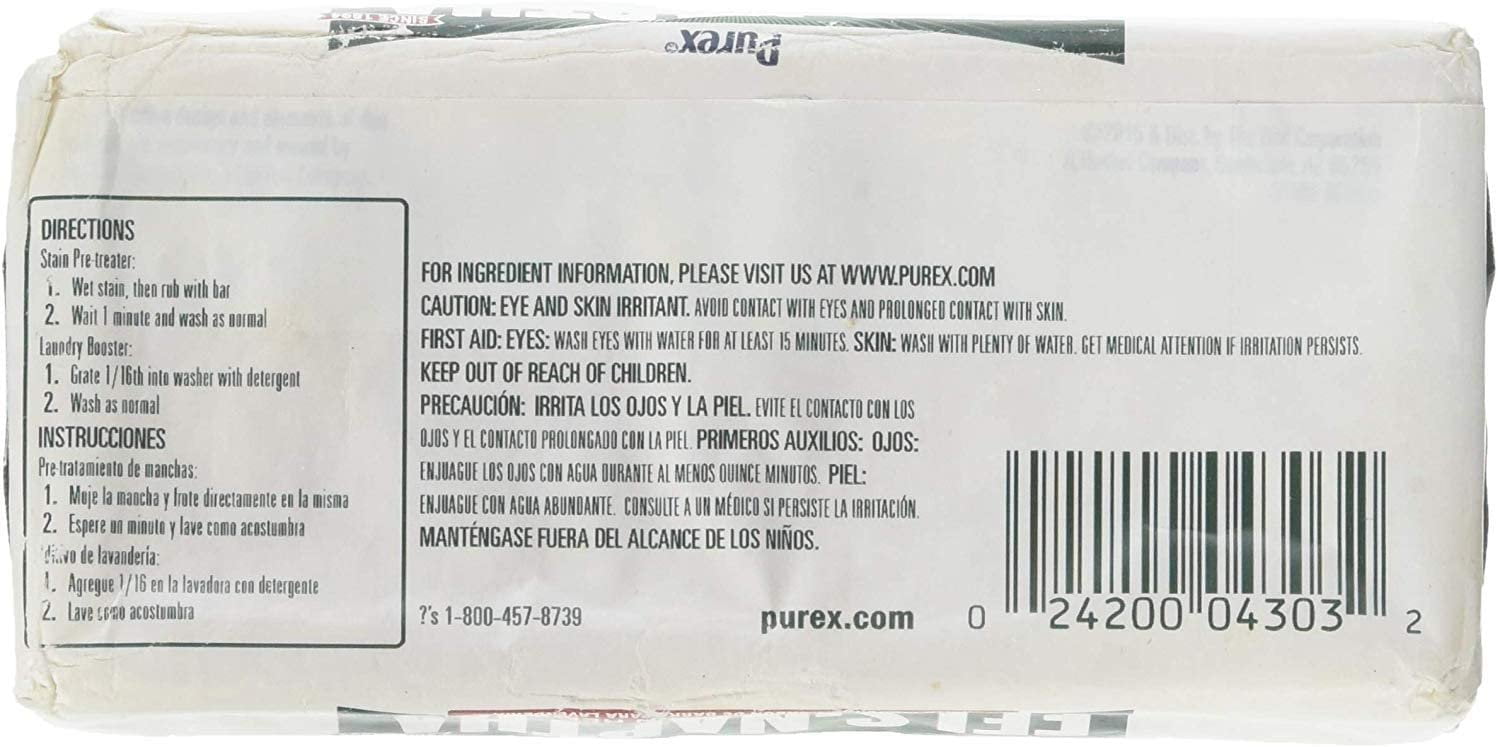 SINCE 1894
Purex
DIRECTIONS
Stain Pre-treater:
1. Wet stain, then rub with bar
2. Wait 1 minute and wash as normal
Laundry Booster:
1. Grate 1/16th into washer with detergent
2. Wash as normal
INSTRUCCIONES
Pre-tratamiento de manchas:
1. Moje la mancha y frote directamente en la misma
2. Espere un minuto y lave como acostumbra
de lavandería:
1. Agregue 1/16 en la lavadora con detergente
2. Lave como acostumbra
FOR INGREDIENT INFORMATION, PLEASE VISIT US AT WWW.PUREX.COM
CAUTION: EYE AND SKIN IRRITANT. AVOID CONTACT WITH EYES AND PROLONGED CONTACT WITH SKIN.
FIRST AID: EYES: WASH EYES WITH WATER FOR AT LEAST 15 MINUTES. SKIN: WASH WITH PLENTY OF WATER. GET MEDICAL ATTENTION IF IRRITATION PERSISTS.
KEEP OUT OF REACH OF CHILDREN.
PRECAUCIÓN: IRRITA LOS OJOS Y LA PIEL. EVITE EL CONTACTO CON LOS
OJOS Y EL CONTACTO PROLONGADO CON LA PIEL. PRIMEROS AUXILIOS: OJOS:
ENJUAGUE LOS OJOS CON AGUA DURANTE AL MENOS QUINCE MINUTOS. PIEL:
ENJUAGUE CON AGUA ABUNDANTE. CONSULTE A UN MÉDICO SI PERSISTE LA IRRITACIÓN.
MANTÉNGASE FUERA DEL ALCANCE DE LOS NIÑOS.
?'s 1-800-457-8739
purex.com
0 24200 04303 2